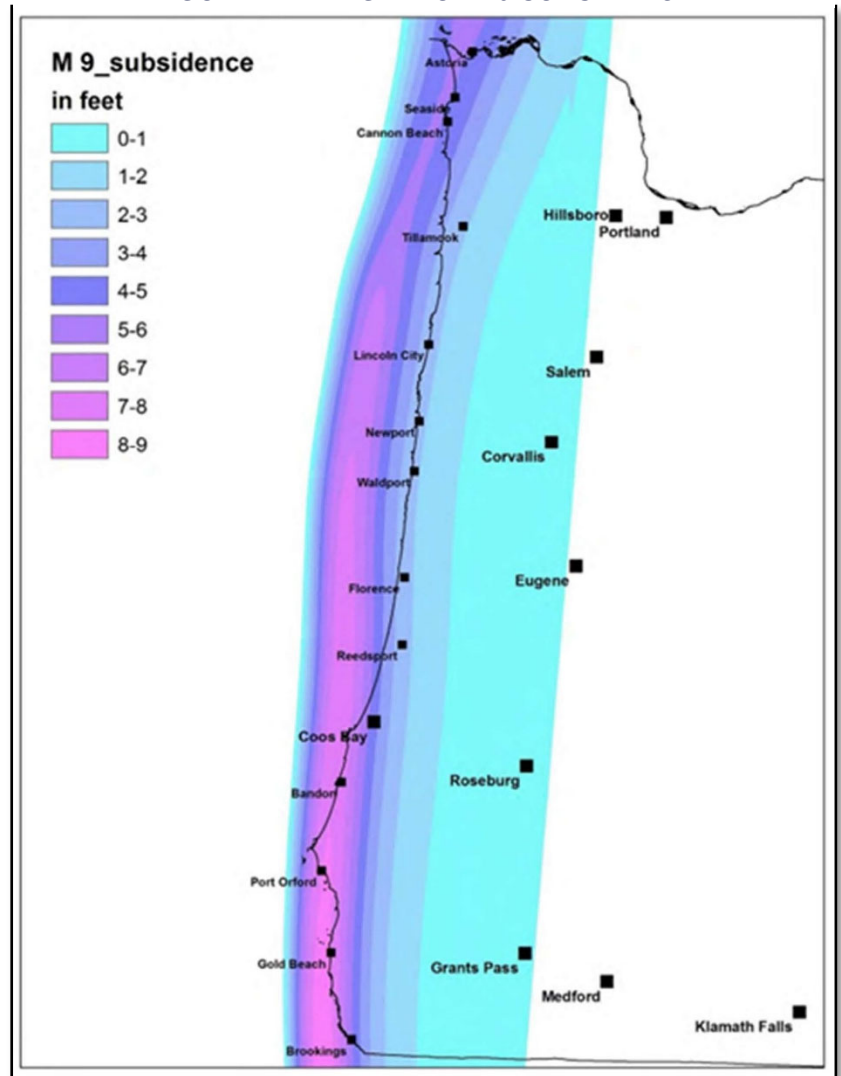 M 9_subsidence
in feet
0-1
1-2
2-3
3-4
4-5
5-6
6-7
7-8
8-9
Astoria
Seaside
Cannon Beach
Hillsboro
Portland
Tillamook
Lincoln City
Salem
Newport
Corvallis
Waldport
Eugene
Florence
Reedsport
Coos Bay
Roseburg
Bandon
Port Orford
Gold Beach
Grants Pass
Medford
Klamath Falls
Brookings